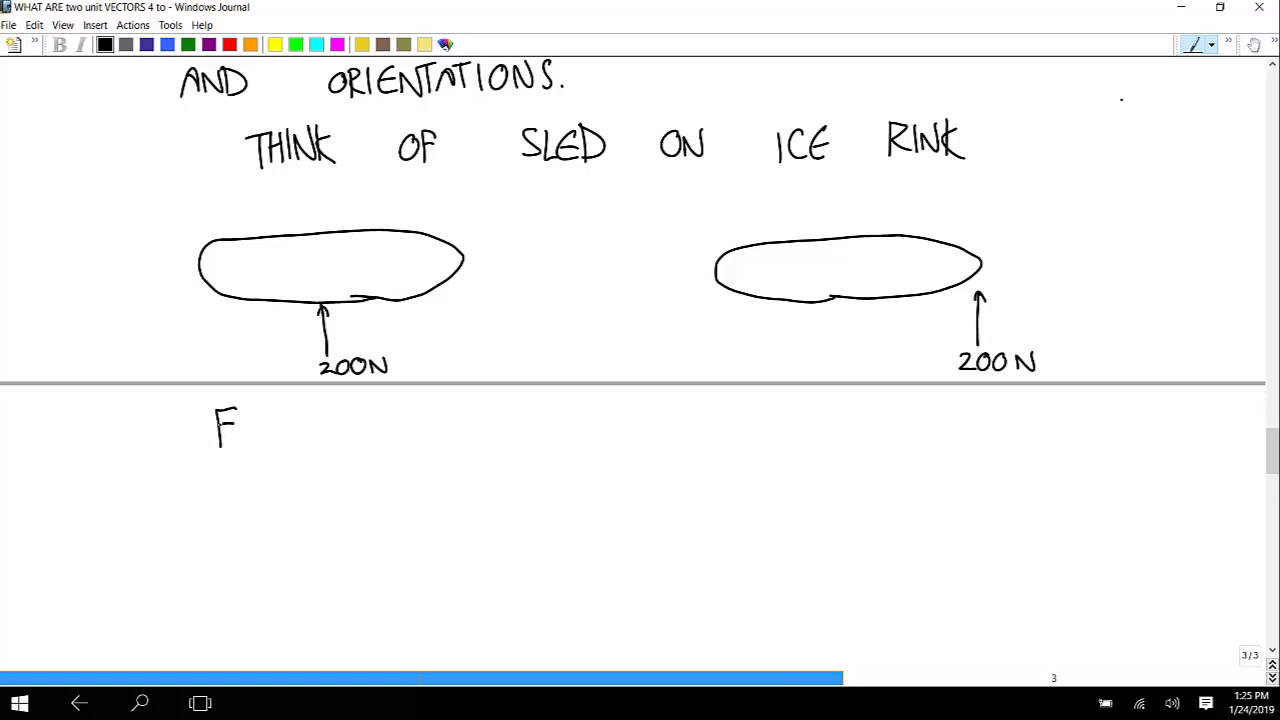 WHAT ARE two unit VECTORS 4 to - Windows Journal
File Edit View Insert Actions Tools Help
B I
AND ORIENTATIONS.
THINK OF SLED ON ICE RINK
200N 200N
F
3/3
3
1:25 PM
1/24/2019